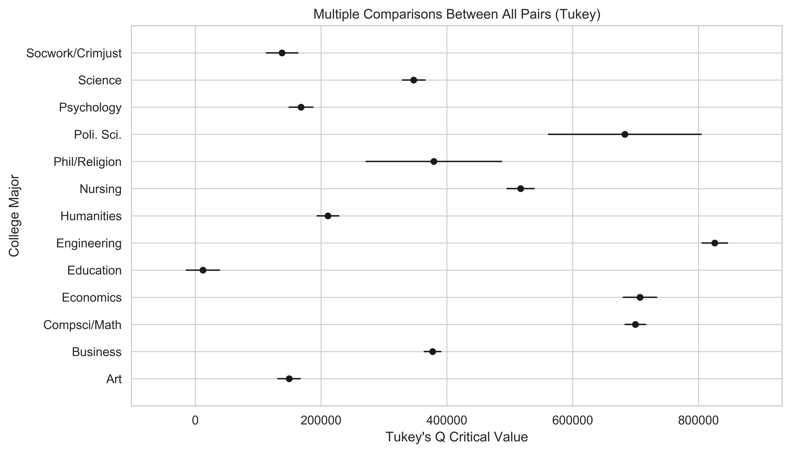 Multiple Comparisons Between All Pairs (Tukey)
College Major
Socwork/Crimjust
Science
Psychology
Poli. Sci.
Phil/Religion
Nursing
Humanities
Engineering
Education
Economics
Compsci/Math
Business
Art
0 200000 400000 600000 800000
Tukey's Q Critical Value